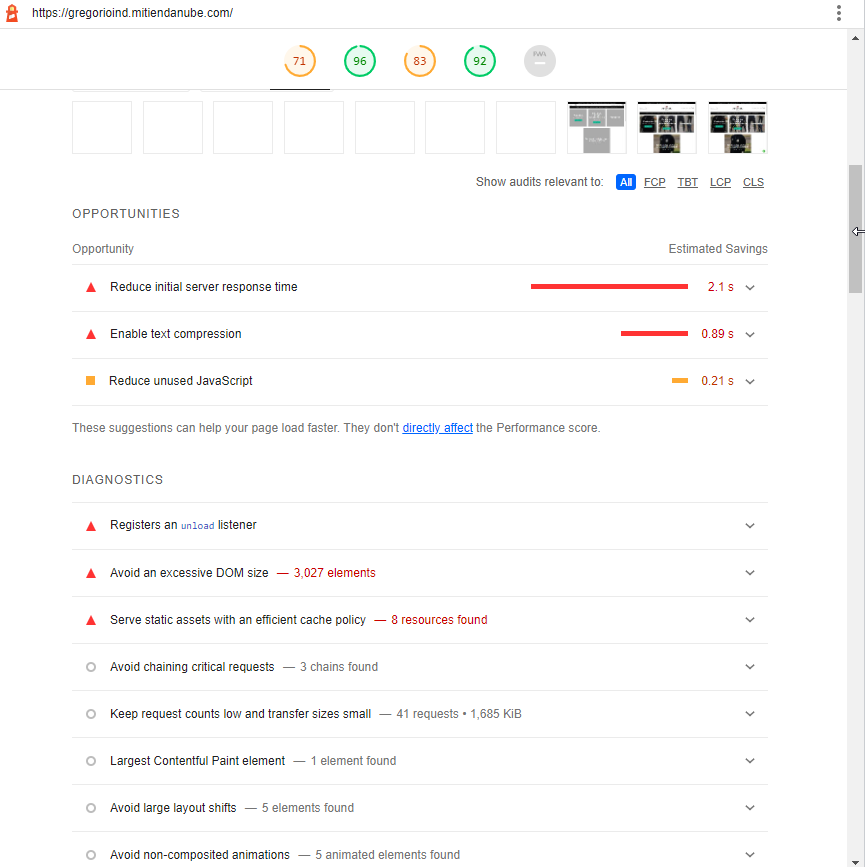 https://gregorioind.mitiendanube.com/
71 96 83 92 PWA
Show audits relevant to: All FCP TBT LCP CLS
OPPORTUNITIES
Opportunity Estimated Savings
Reduce initial server response time 2.1 s
Enable text compression 0.89 s
Reduce unused JavaScript 0.21 s
These suggestions can help your page load faster. They don't directly affect the Performance score.
DIAGNOSTICS
Registers an unload listener
Avoid an excessive DOM size — 3,027 elements
Serve static assets with an efficient cache policy — 8 resources found
Avoid chaining critical requests — 3 chains found
Keep request counts low and transfer sizes small — 41 requests • 1,685 KiB
Largest Contentful Paint element — 1 element found
Avoid large layout shifts — 5 elements found
Avoid non-composited animations — 5 animated elements found